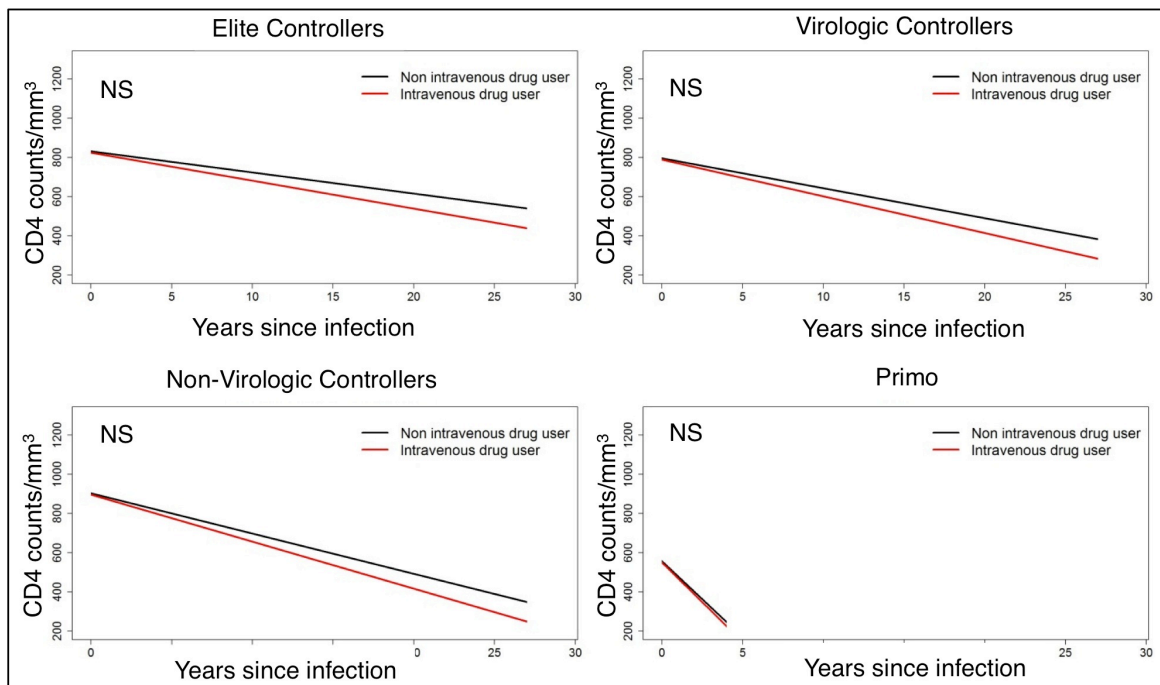 Elite Controllers
NS
Non intravenous drug user
Intravenous drug user
CD4 counts/mm³
1200
1000
800
600
400
200
0 5 10 15 20 25 30
Years since infection
Virologic Controllers
NS
Non intravenous drug user
Intravenous drug user
CD4 counts/mm³
1200
1000
800
600
400
200
0 5 10 15 20 25 30
Years since infection
Non-Virologic Controllers
NS
Non intravenous drug user
Intravenous drug user
CD4 counts/mm³
1200
1000
800
600
400
200
0 0 25 30
Years since infection
Primo
NS
Non intravenous drug user
Intravenous drug user
CD4 counts/mm³
1200
1000
800
600
400
200
0 5 25 30
Years since infection